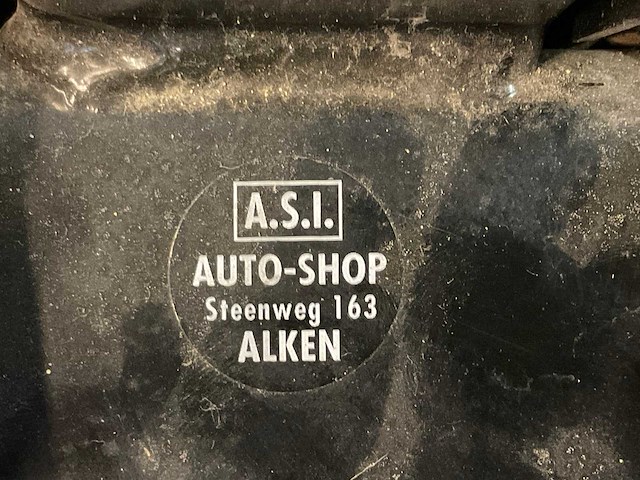 A.S.I.
AUTO-SHOP
Steenweg 163
ALKEN